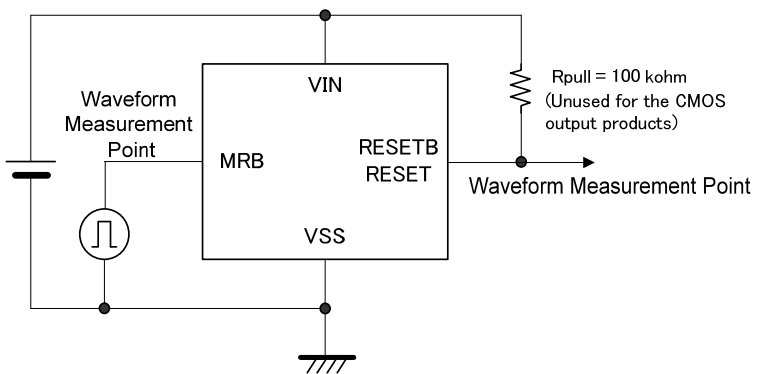 VIN
Rpull = 100 kohm
(Unused for the CMOS
output products)
Waveform
Measurement
Point
MRB
RESETB
RESET
Waveform Measurement Point
VSS